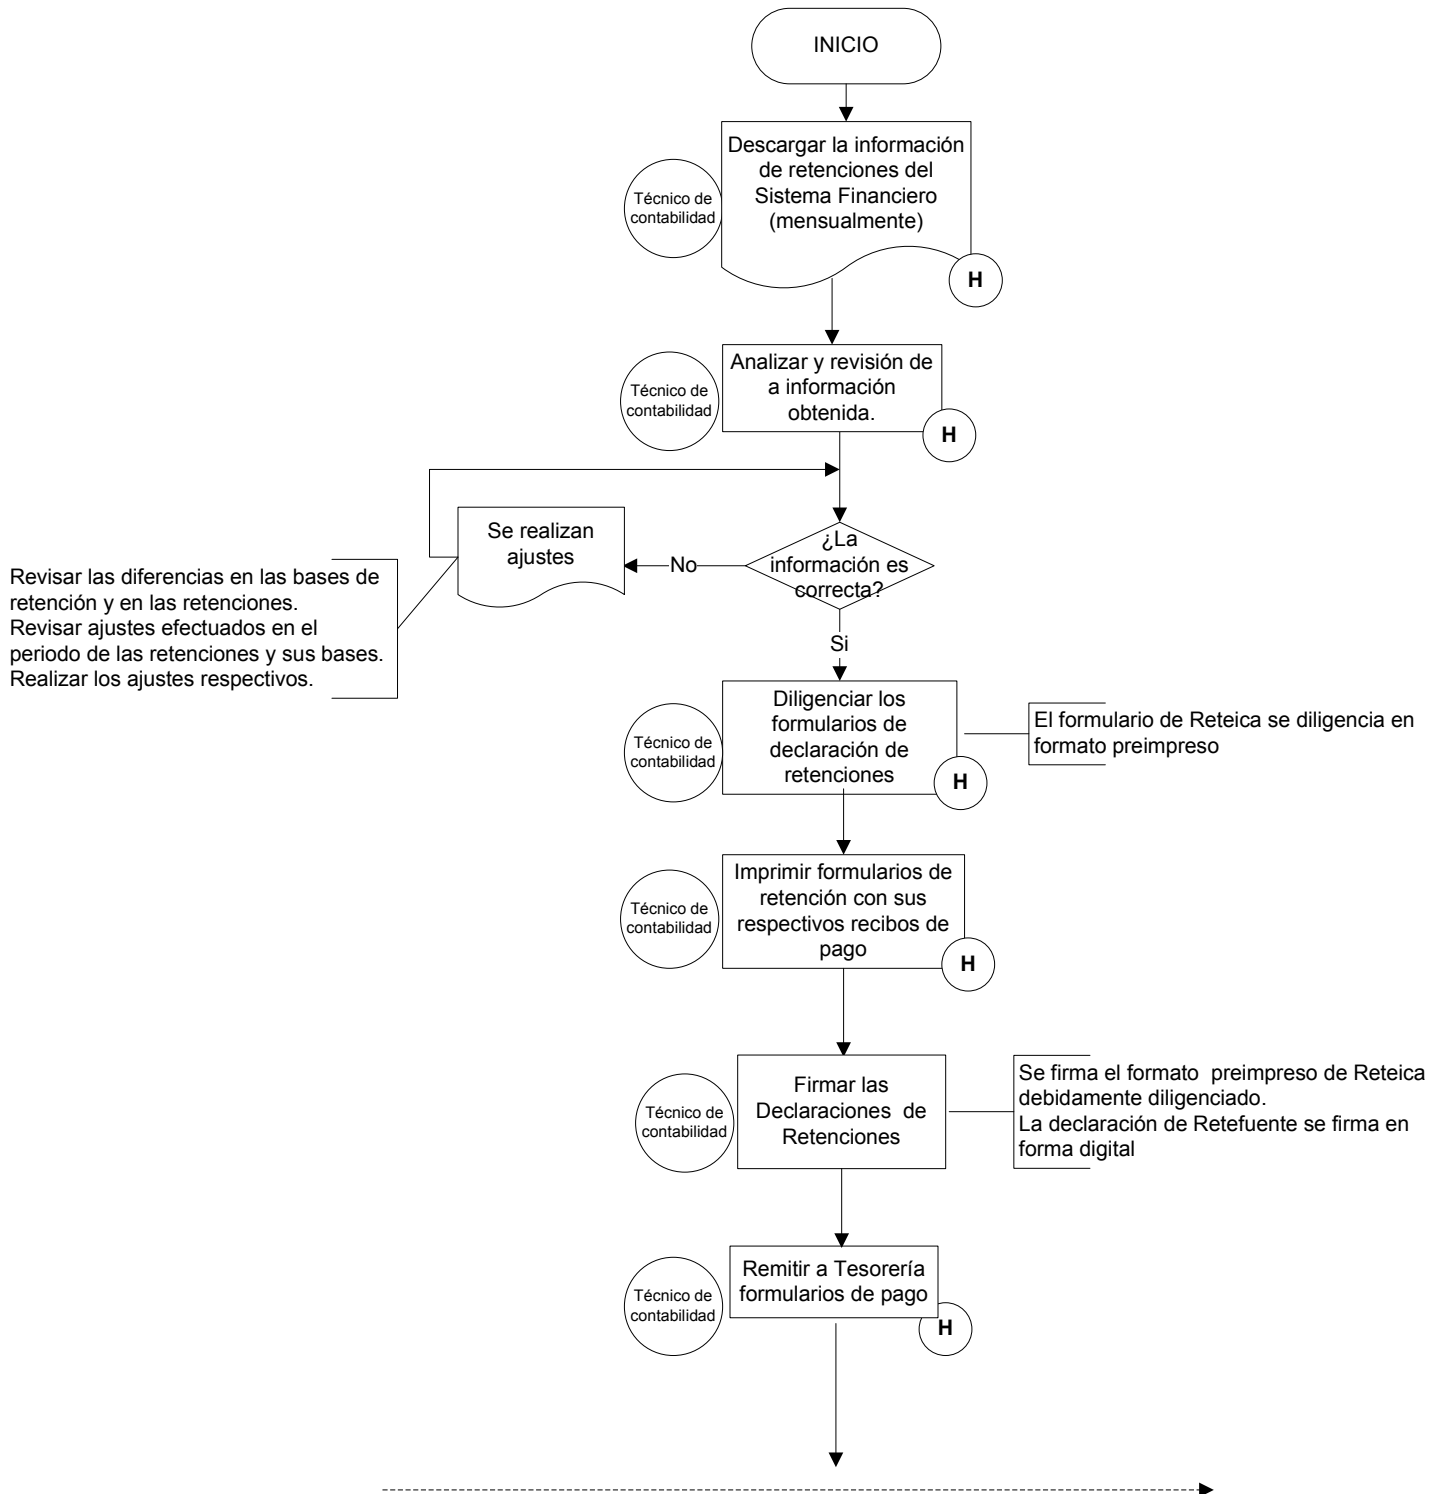 INICIO
Descargar la información
de retenciones del
Sistema Financiero
(mensualmente)
Técnico de
contabilidad
H
Analizar y revisión de
a información
obtenida.
Técnico de
contabilidad
H
Se realizan
ajustes
No
¿La
información es
correcta?
Revisar las diferencias en las bases de
retención y en las retenciones.
Revisar ajustes efectuados en el
periodo de las retenciones y sus bases.
Realizar los ajustes respectivos.
Si
Diligenciar los
formularios de
declaración de
retenciones
Técnico de
contabilidad
H
El formulario de Reteica se diligencia en
formato preimpreso
Imprimir formularios de
retención con sus
respectivos recibos de
pago
Técnico de
contabilidad
H
Firmar las
Declaraciones de
Retenciones
Técnico de
contabilidad
Se firma el formato preimpreso de Reteica
debidamente diligenciado.
La declaración de Retefuente se firma en
forma digital
Remitir a Tesorería
formularios de pago
Técnico de
contabilidad
H